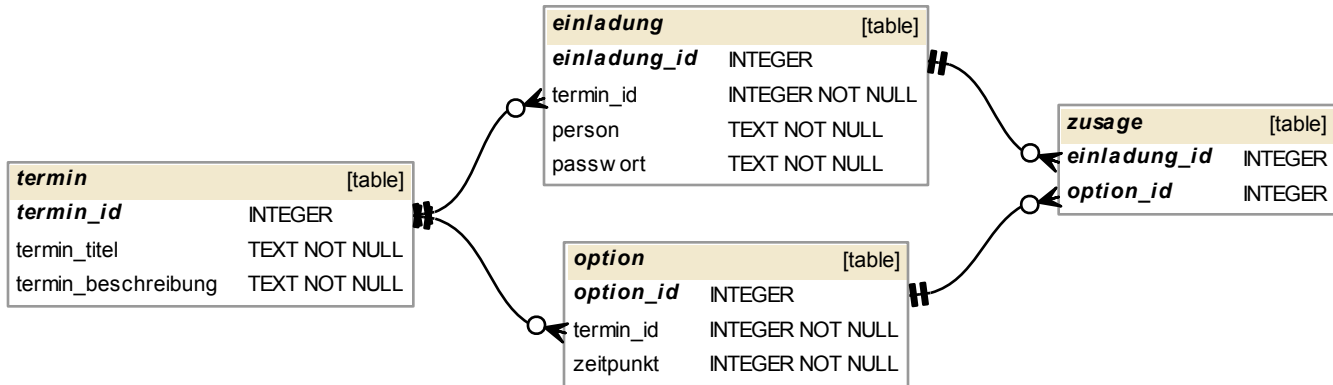 einladung [table]
einladung_id INTEGER
termin_id INTEGER NOT NULL
person TEXT NOT NULL
passwort TEXT NOT NULL
zusage [table]
einladung_id INTEGER
option_id INTEGER
termin [table]
termin_id INTEGER
termin_titel TEXT NOT NULL
termin_beschreibung TEXT NOT NULL
option [table]
option_id INTEGER
termin_id INTEGER NOT NULL
zeitpunkt INTEGER NOT NULL